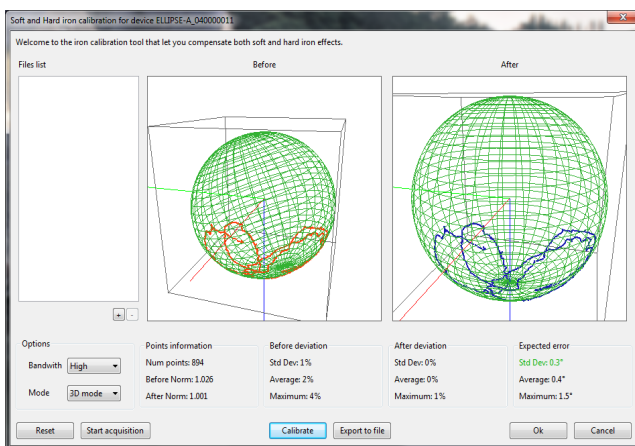 Soft and Hard iron calibration for device ELLIPSE-A_040000011
Welcome to the iron calibration tool that let you compensate both soft and hard iron effects.
Files list
Before
After
+ -
Options
Bandwith High
Mode 3D mode
Points information
Num points: 894
Before Norm: 1.026
After Norm: 1.001
Before deviation
Std Dev: 1%
Average: 2%
Maximum: 4%
After deviation
Std Dev: 0%
Average: 0%
Maximum: 1%
Expected error
Std Dev: 0.3°
Average: 0.4°
Maximum: 1.5°
Reset
Start acquisition
Calibrate
Export to file
Ok
Cancel